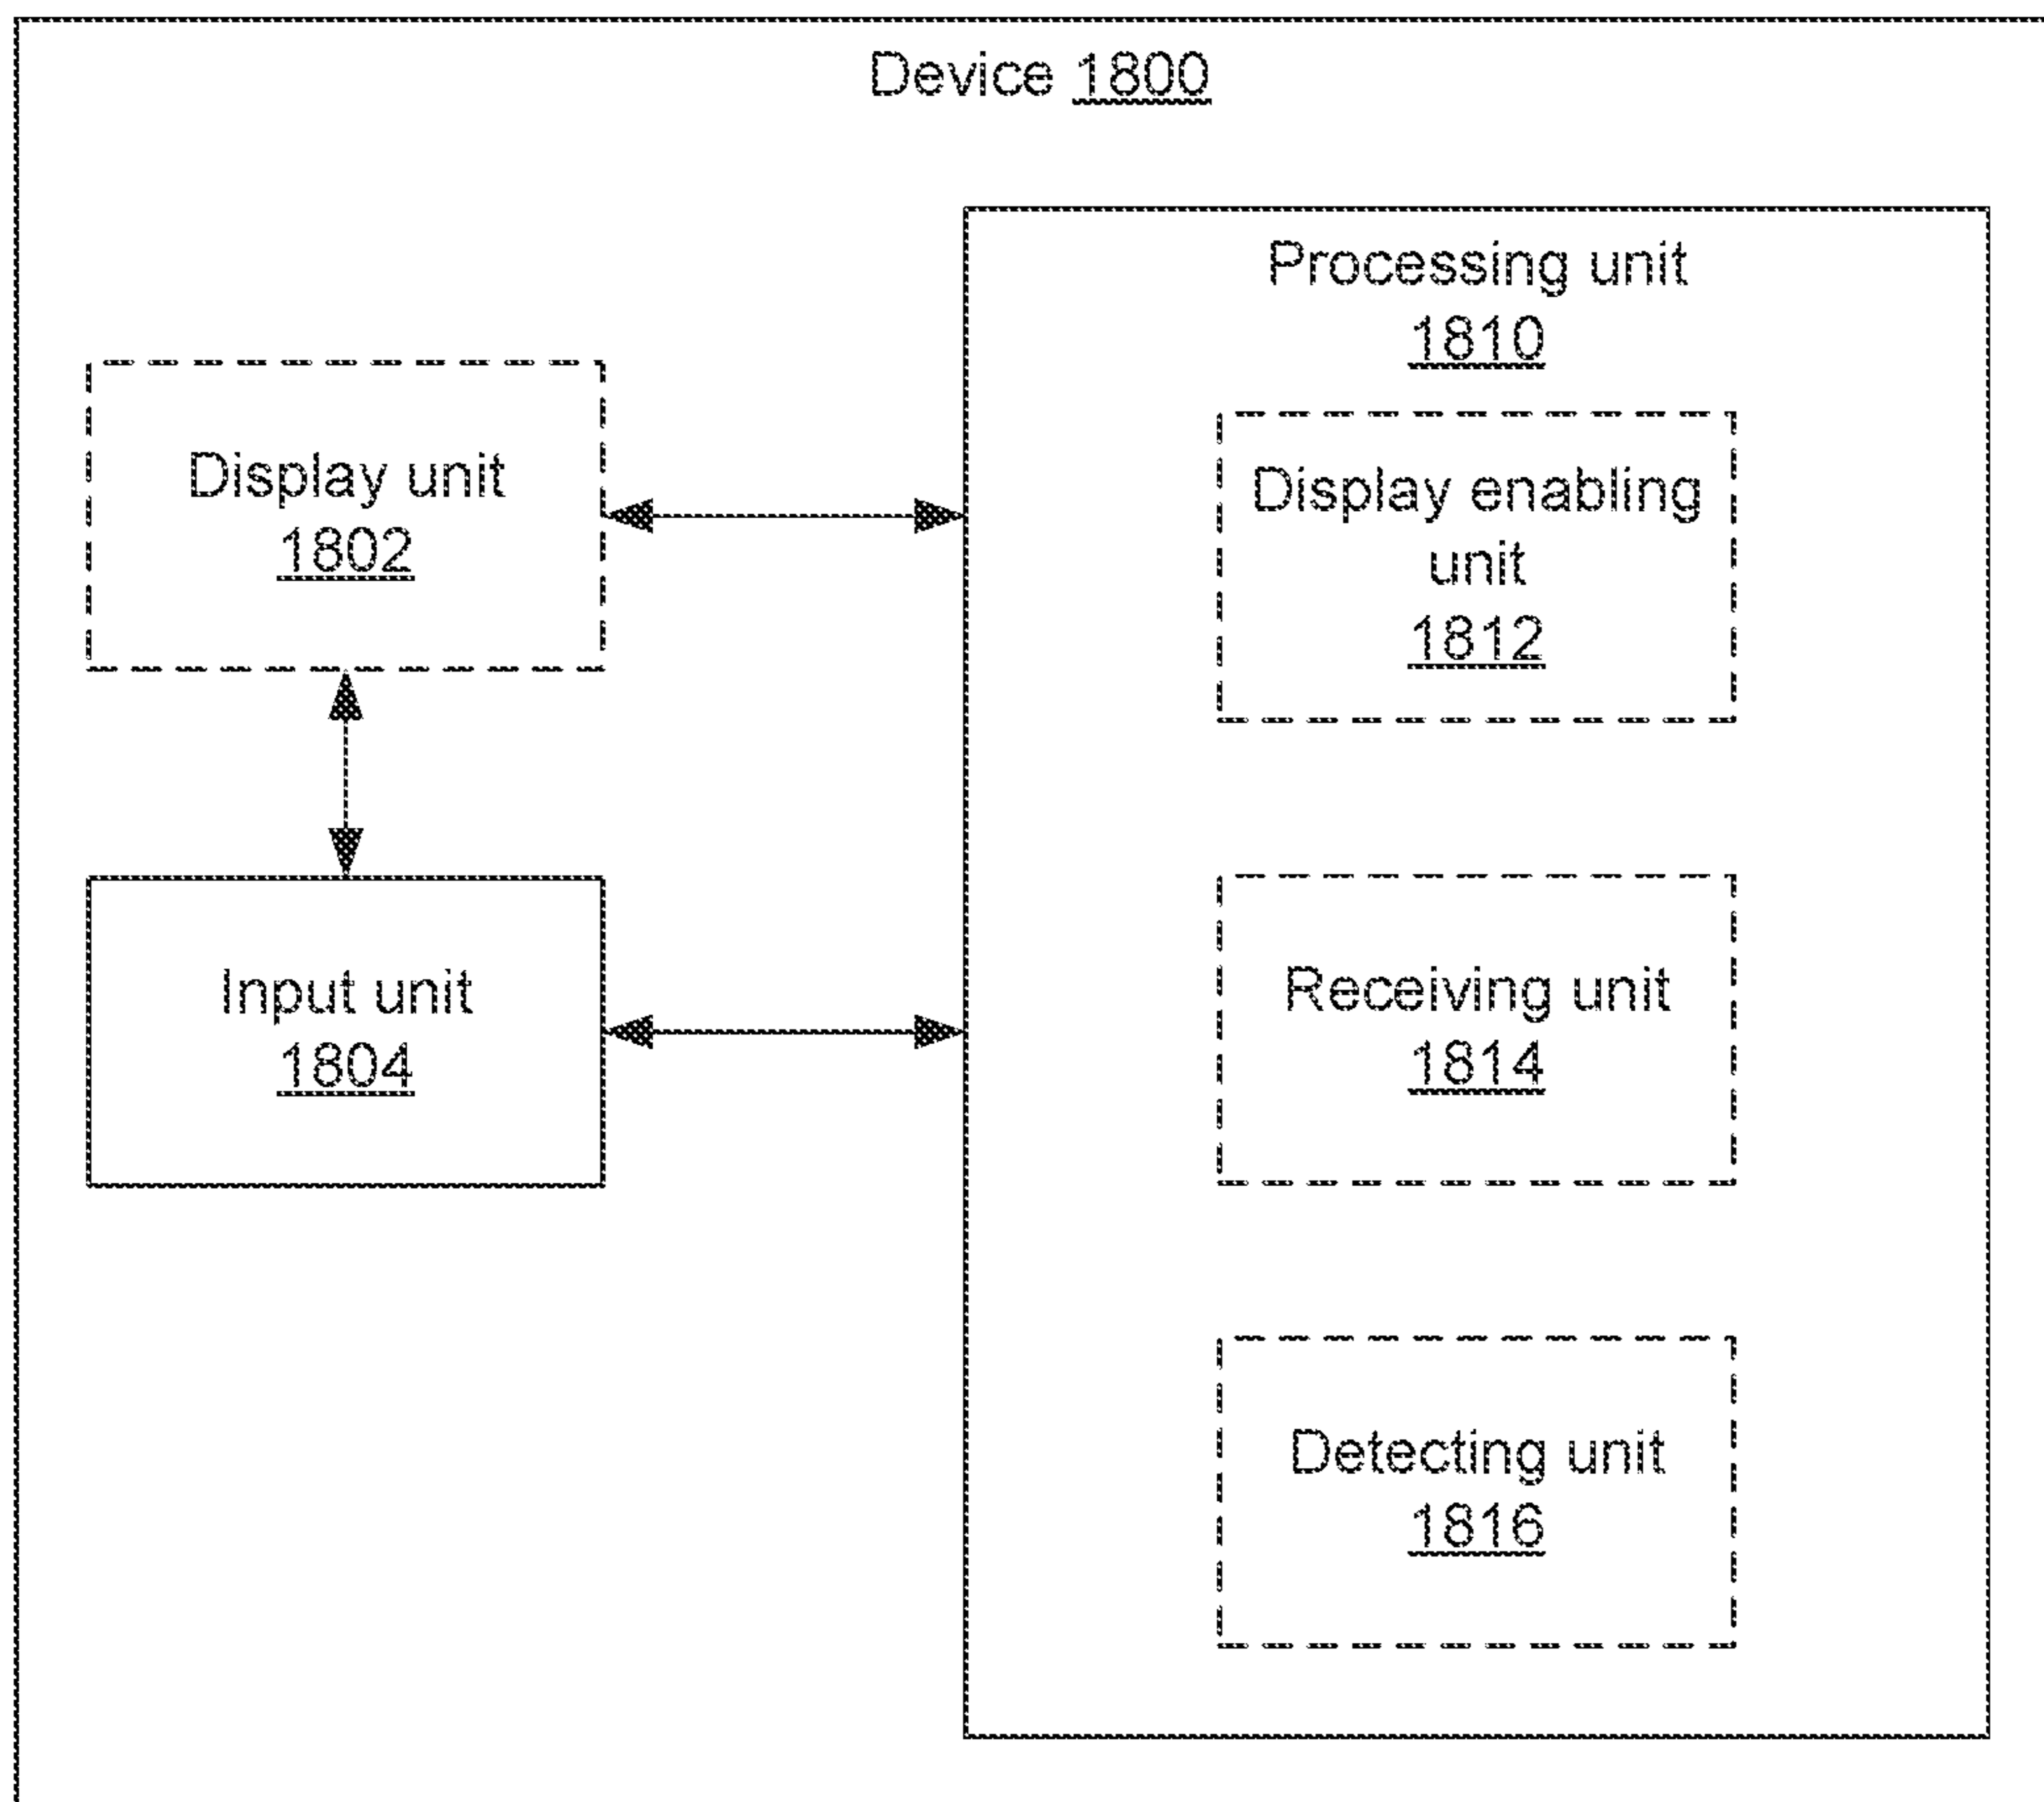 Device 1800
Processing unit
1810
Display unit
1802
Display enabling
unit
1812
Input unit
1804
Receiving unit
1814
Detecting unit
1816